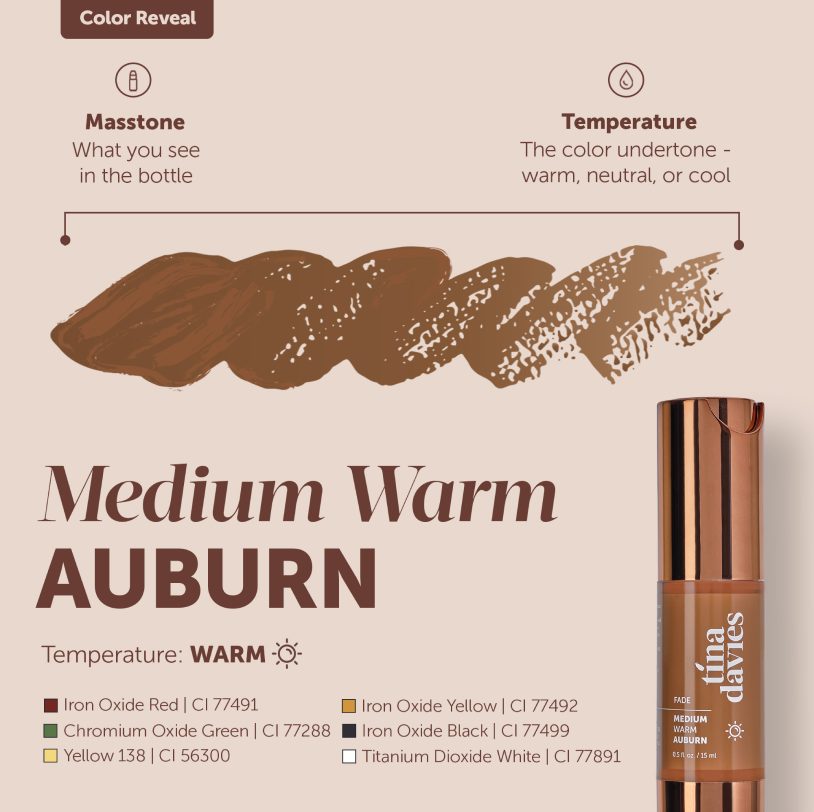 Color Reveal
Masstone
What you see
in the bottle
Temperature
The color undertone -
warm, neutral, or cool
Medium Warm
AUBURN
Temperature: WARM
Iron Oxide Red | CI 77491
Chromium Oxide Green | CI 77288
Yellow 138 | CI 56300
Iron Oxide Yellow | CI 77492
Iron Oxide Black | CI 77499
Titanium Dioxide White | CI 77891
tína
davies
FADE
MEDIUM
WARM
AUBURN
0.5 fl. oz. / 15 ml